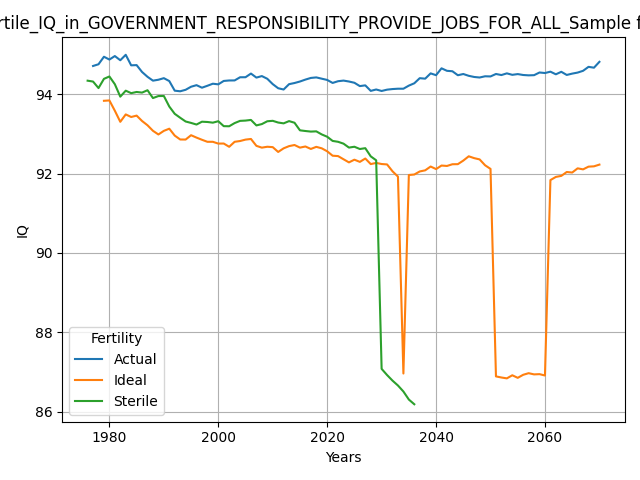 rtile_IQ_in_GOVERNMENT_RESPONSIBILITY_PROVIDE_JOBS_FOR_ALL_Sample f
IQ
94
92
90
88
86
Fertility
Actual
Ideal
Sterile
1980 2000 2020 2040 2060
Years